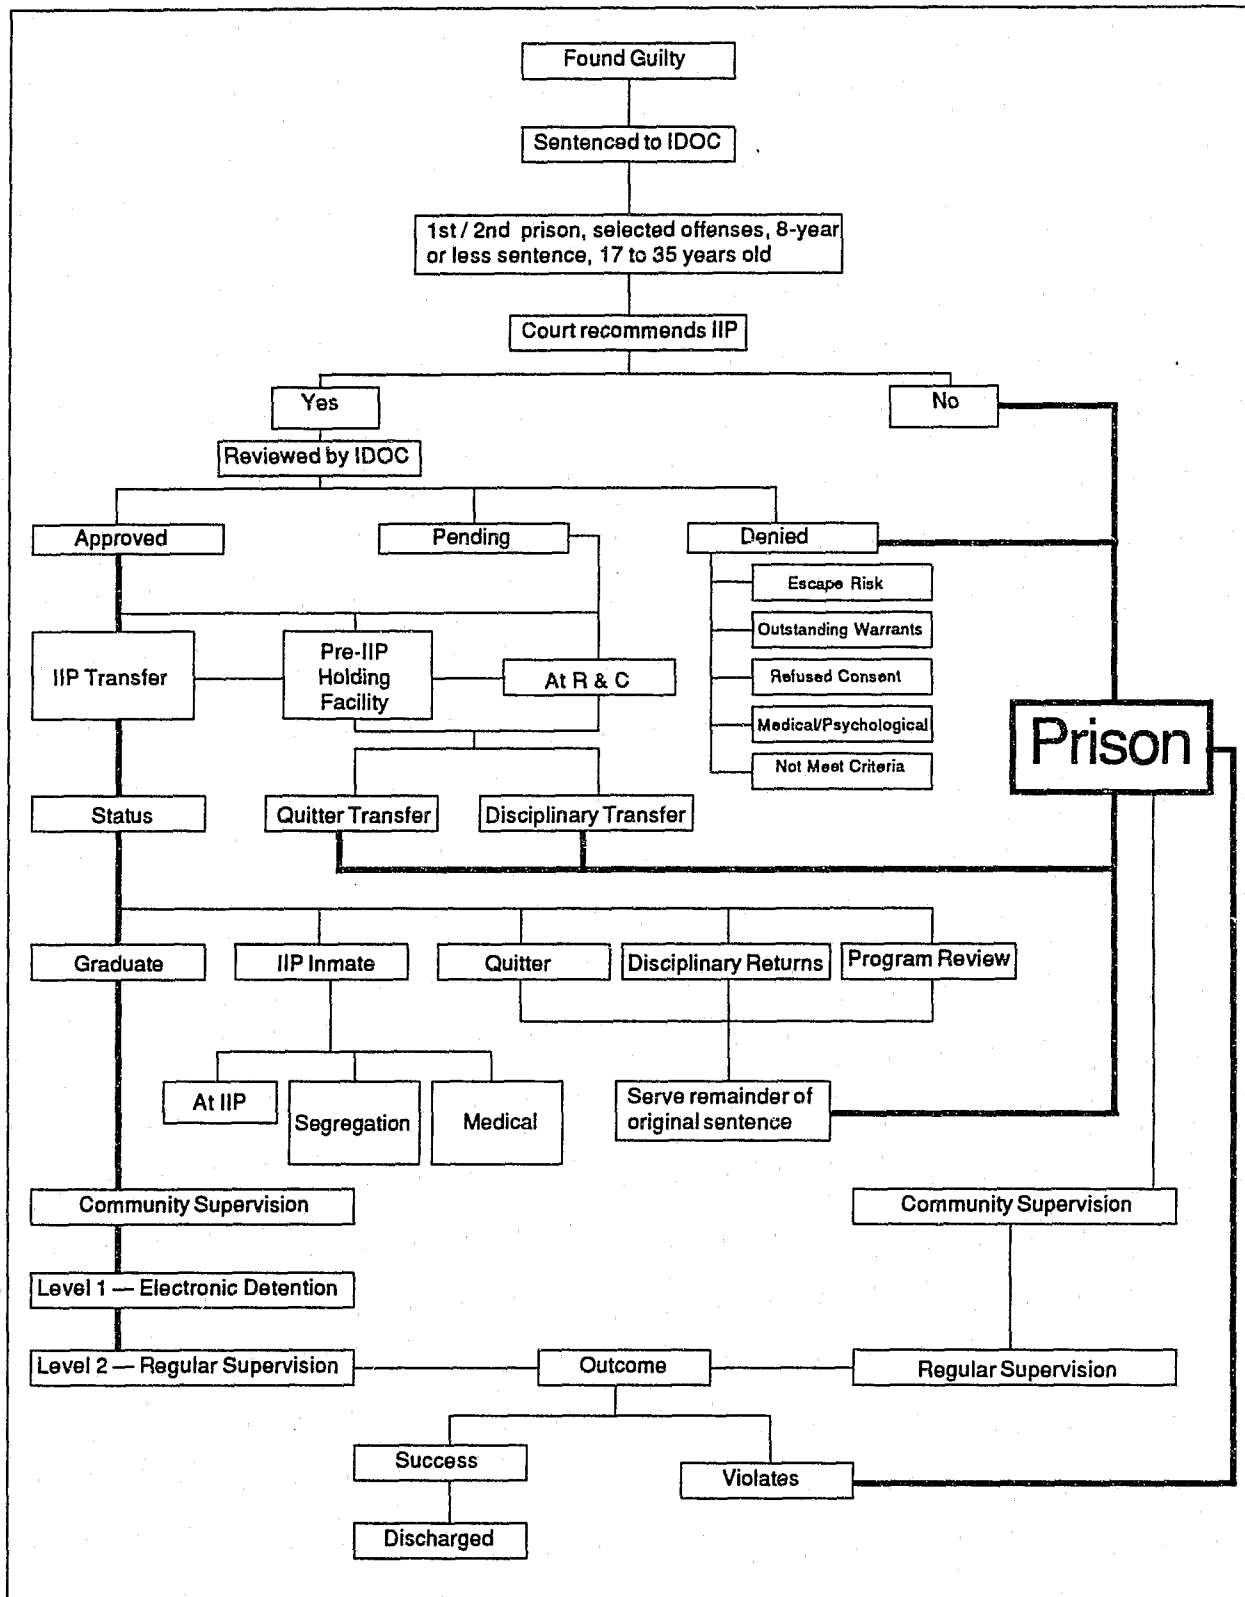 Found Guilty
Sentenced to IDOC
1st / 2nd prison, selected offenses, 8-year
or less sentence, 17 to 35 years old
Court recommends IIP
Yes
No
Reviewed by IDOC
Approved
Pending
Denied
Escape Risk
Outstanding Warrants
Refused Consent
Medical/Psychological
Not Meet Criteria
IIP Transfer
Pre-IIP
Holding
Facility
At R & C
Prison
Status
Quitter Transfer
Disciplinary Transfer
Graduate
IIP Inmate
Quitter
Disciplinary Returns
Program Review
At IIP
Segregation
Medical
Serve remainder of
original sentence
Community Supervision
Community Supervision
Level 1 — Electronic Detention
Level 2 — Regular Supervision
Outcome
Regular Supervision
Success
Violates
Discharged